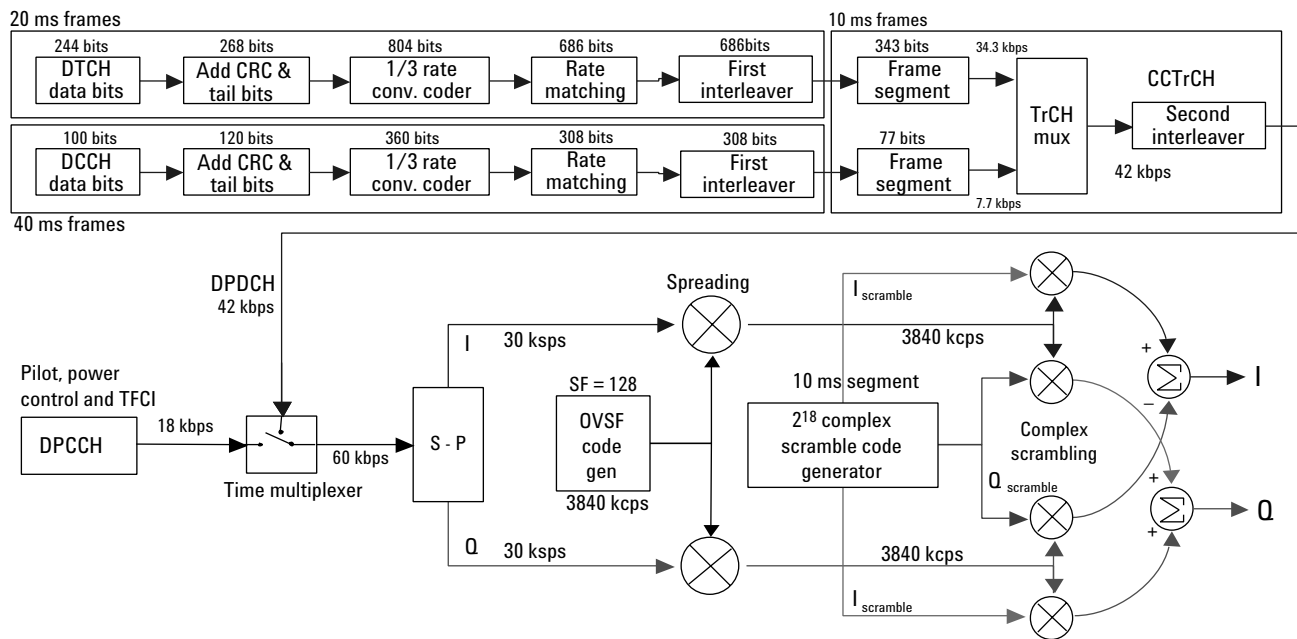 20 ms frames
10 ms frames
244 bits
268 bits
804 bits
686 bits
686bits
343 bits
34.3 kbps
DTCH
data bits
Add CRC &
tail bits
1/3 rate
conv. coder
Rate
matching
First
interleaver
Frame
segment
TrCH
mux
CCTrCH
Second
interleaver
42 kbps
100 bits
120 bits
360 bits
308 bits
308 bits
77 bits
DCCH
data bits
Add CRC &
tail bits
1/3 rate
conv. coder
Rate
matching
First
interleaver
Frame
segment
7.7 kbps
40 ms frames
DPDCH
42 kbps
Spreading
I scramble
I
30 ksps
3840 kcps
+
Σ
I
−
Pilot, power
control and TFCI
DPCCH
18 kbps
60 kbps
Time multiplexer
S - P
SF = 128
OVSF
code
gen
3840 kcps
10 ms segment
2¹⁸ complex
scramble code
generator
Complex
scrambling
Q scramble
+
Σ
Q
+
Q
30 ksps
3840 kcps
I scramble